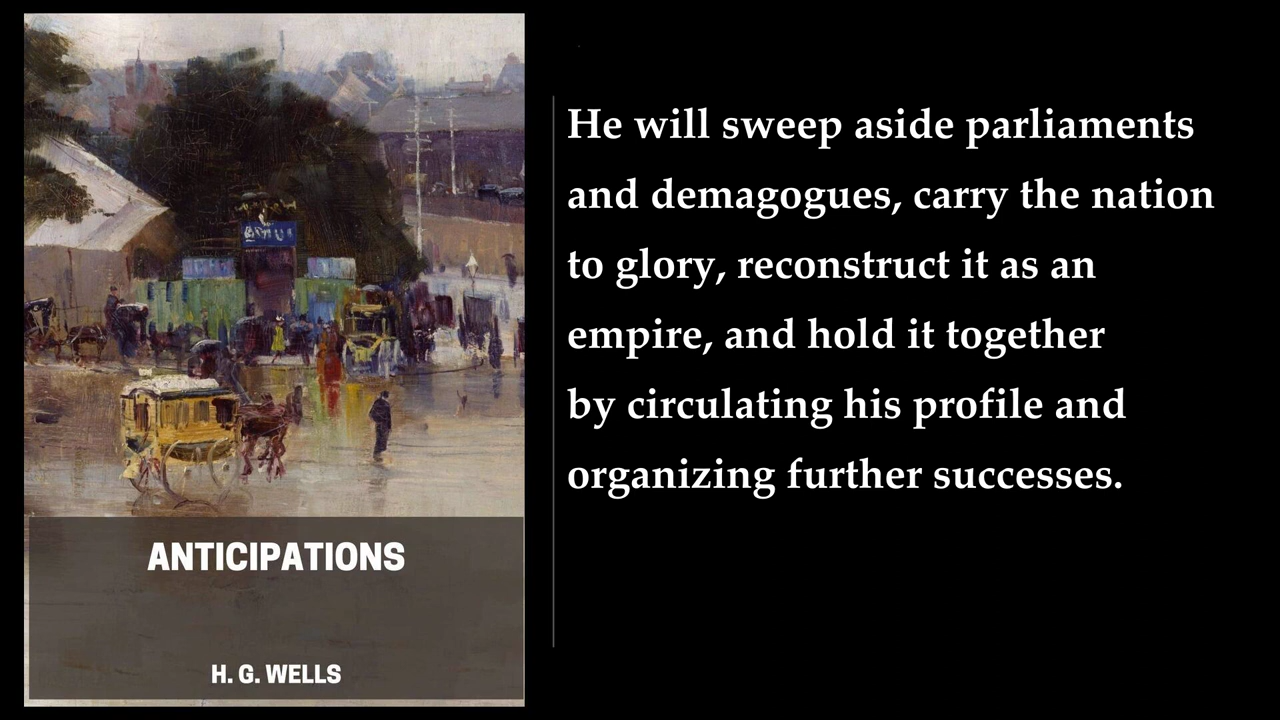 He will sweep aside parliaments
and demagogues, carry the nation
to glory, reconstruct it as an
empire, and hold it together
by circulating his profile and
organizing further successes.
ANTICIPATIONS
H. G. WELLS